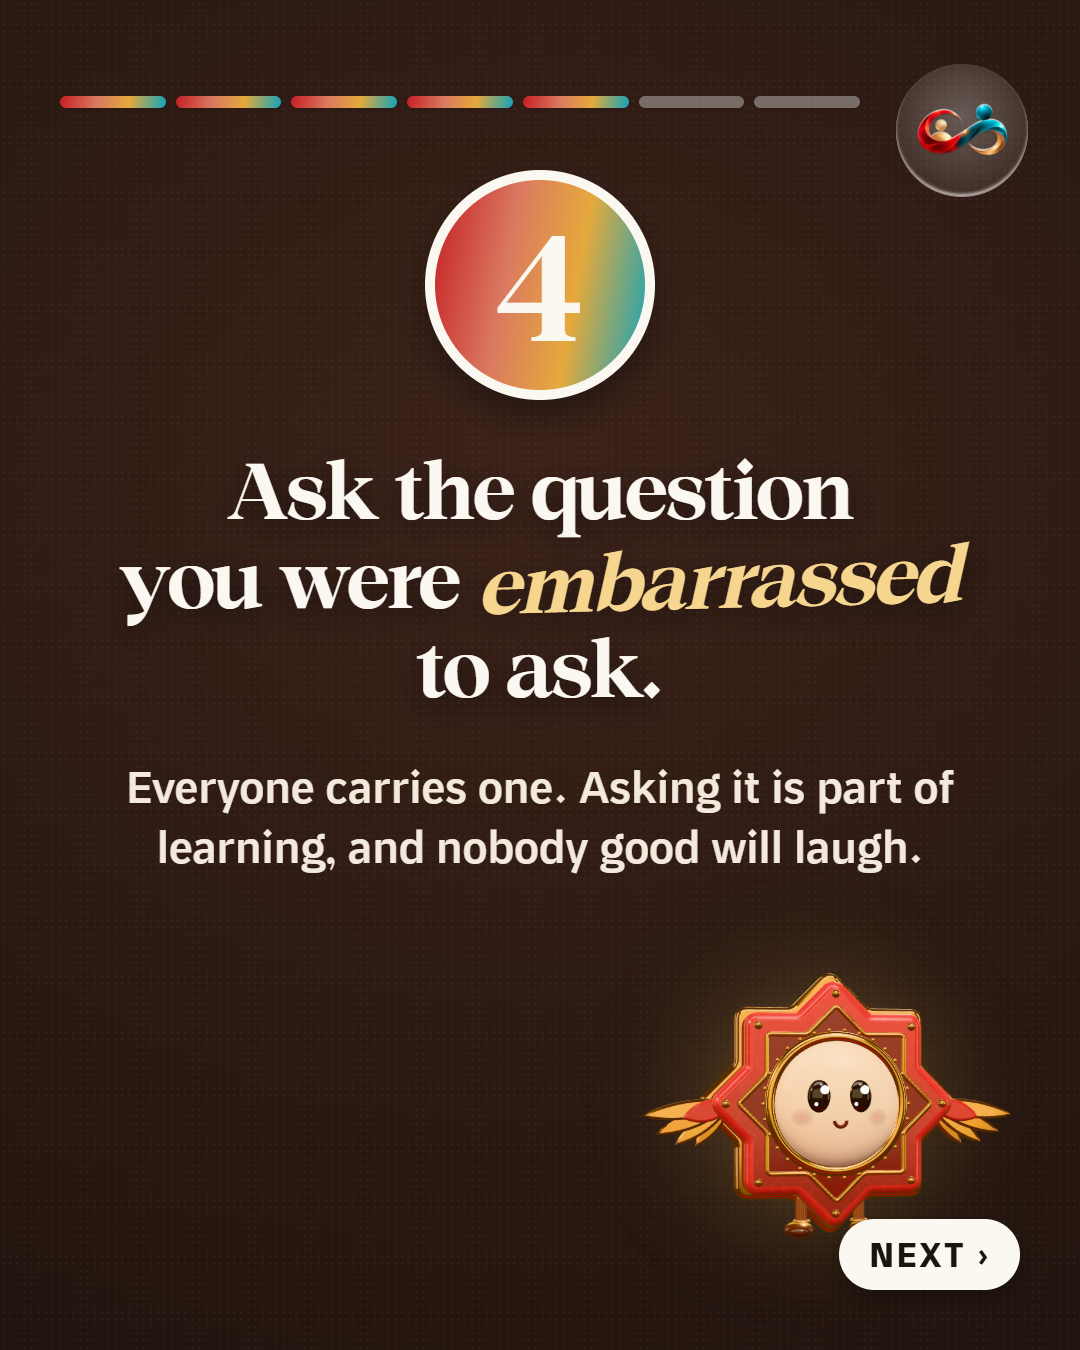 4
Ask the question
you were embarrassed
to ask.
Everyone carries one. Asking it is part of
learning, and nobody good will laugh.
NEXT ›